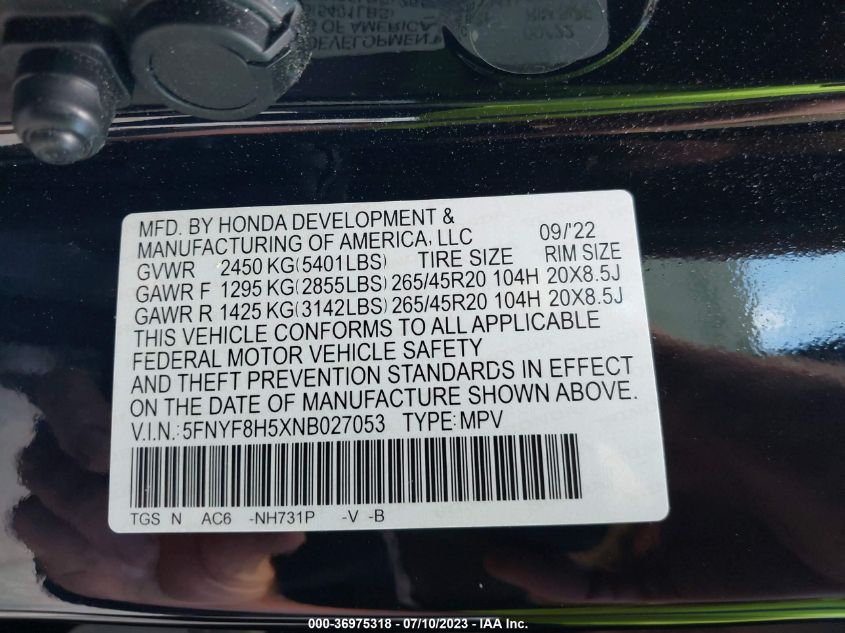 MFD. BY HONDA DEVELOPMENT &
MANUFACTURING OF AMERICA, LLC 09/'22
GVWR 2450 KG(5401LBS) TIRE SIZE RIM SIZE
GAWR F 1295 KG(2855LBS) 265/45R20 104H 20X8.5J
GAWR R 1425 KG(3142LBS) 265/45R20 104H 20X8.5J
THIS VEHICLE CONFORMS TO ALL APPLICABLE
FEDERAL MOTOR VEHICLE SAFETY
AND THEFT PREVENTION STANDARDS IN EFFECT
ON THE DATE OF MANUFACTURE SHOWN ABOVE.
V.I.N.:5FNYF8H5XNB027053 TYPE:MPV
TGS N AC6 -NH731P -V -B
000-36975318 - 07/10/2023 - IAA Inc.